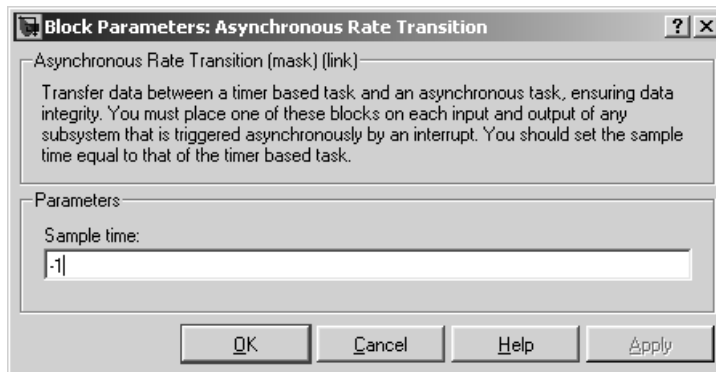 Block Parameters: Asynchronous Rate Transition
Asynchronous Rate Transition (mask) (link)
Transfer data between a timer based task and an asynchronous task, ensuring data
integrity. You must place one of these blocks on each input and output of any
subsystem that is triggered asynchronously by an interrupt. You should set the sample
time equal to that of the timer based task.
Parameters
Sample time:
-1
OK Cancel Help Apply